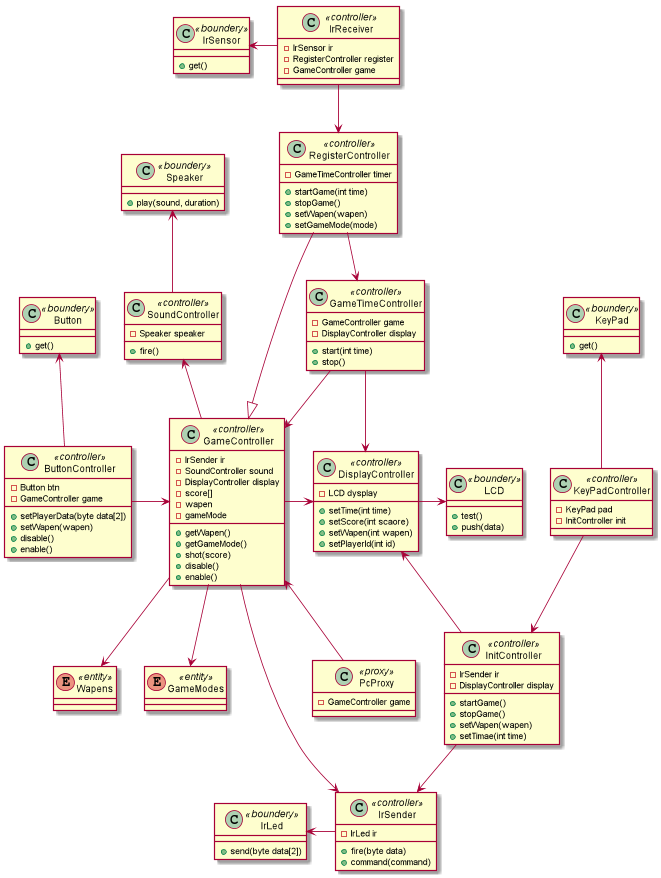 «boundery»
IrSensor
get()
«controller»
IrReceiver
IrSensor ir
RegisterController register
GameController game
«controller»
RegisterController
GameTimeController timer
startGame(int time)
stopGame()
setWapen(wapen)
setGameMode(mode)
«boundery»
Speaker
play(sound, duration)
«boundery»
Button
get()
«controller»
SoundController
Speaker speaker
fire()
«controller»
GameTimeController
GameController game
DisplayController display
start(int time)
stop()
«boundery»
KeyPad
get()
«controller»
ButtonController
Button btn
GameController game
setPlayerData(byte data[2])
setWapen(wapen)
disable()
enable()
«controller»
GameController
IrSender ir
SoundController sound
DisplayController display
score[]
wapen
gameMode
getWapen()
getGameMode()
shot(score)
disable()
enable()
«controller»
DisplayController
LCD dysplay
setTime(int time)
setScore(int scaore)
setWapen(int wapen)
setPlayerId(int id)
«boundery»
LCD
test()
push(data)
«controller»
KeyPadController
KeyPad pad
InitController init
«entity»
Wapens
«entity»
GameModes
«proxy»
PcProxy
GameController game
«controller»
InitController
IrSender ir
DisplayController display
startGame()
stopGame()
setWapen(wapen)
setTimae(int time)
«boundery»
IrLed
send(byte data[2])
«controller»
IrSender
IrLed ir
fire(byte data)
command(command)